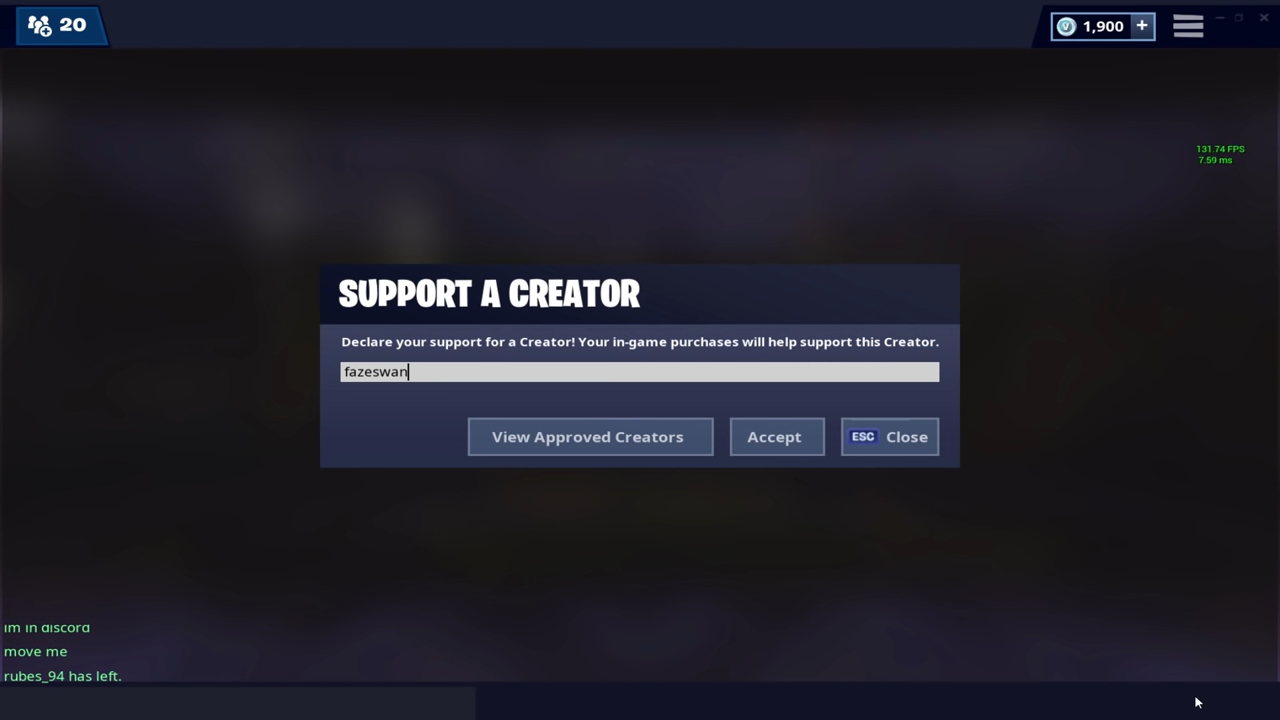 20
1,900 +
131.74 FPS
7.59 ms
SUPPORT A CREATOR
Declare your support for a Creator! Your in-game purchases will help support this Creator.
fazeswan
View Approved Creators
Accept
ESC Close
im in discord
move me
rubes_94 has left.